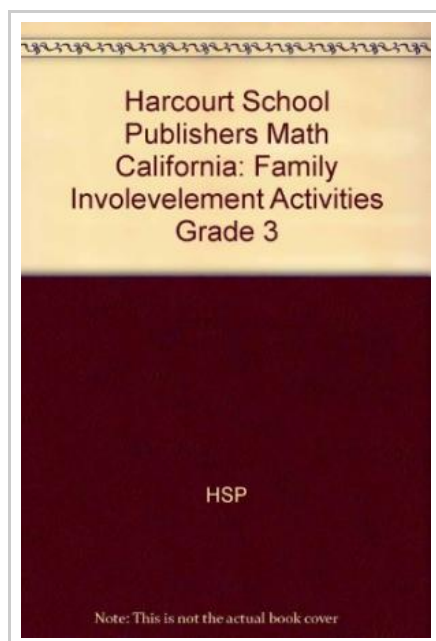 Harcourt School
Publishers Math
California: Family
Involevelement Activities
Grade 3
HSP
Note: This is not the actual book cover